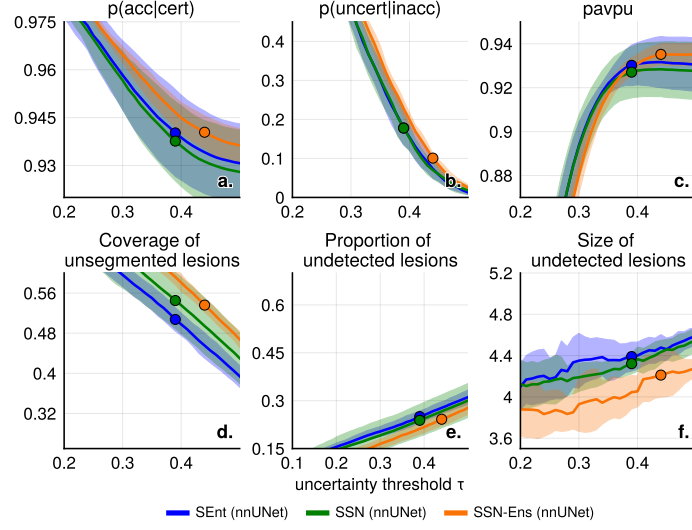 p(acc|cert)
p(uncert|inacc)
pavpu
0.975
0.96
0.945
0.93
0.2
0.3
0.4
a.
0.4
0.3
0.2
0.1
0
0.2
0.3
0.4
b.
0.94
0.92
0.9
0.88
0.2
0.3
0.4
c.
Coverage of
unsegmented lesions
Proportion of
undetected lesions
Size of
undetected lesions
0.56
0.48
0.4
0.32
0.2
0.3
0.4
d.
0.6
0.45
0.3
0.15
0.1
0.2
0.3
0.4
e.
5.2
4.8
4.4
4
3.6
0.2
0.3
0.4
f.
uncertainty threshold τ
SEnt (nnUNet)
SSN (nnUNet)
SSN-Ens (nnUNet)